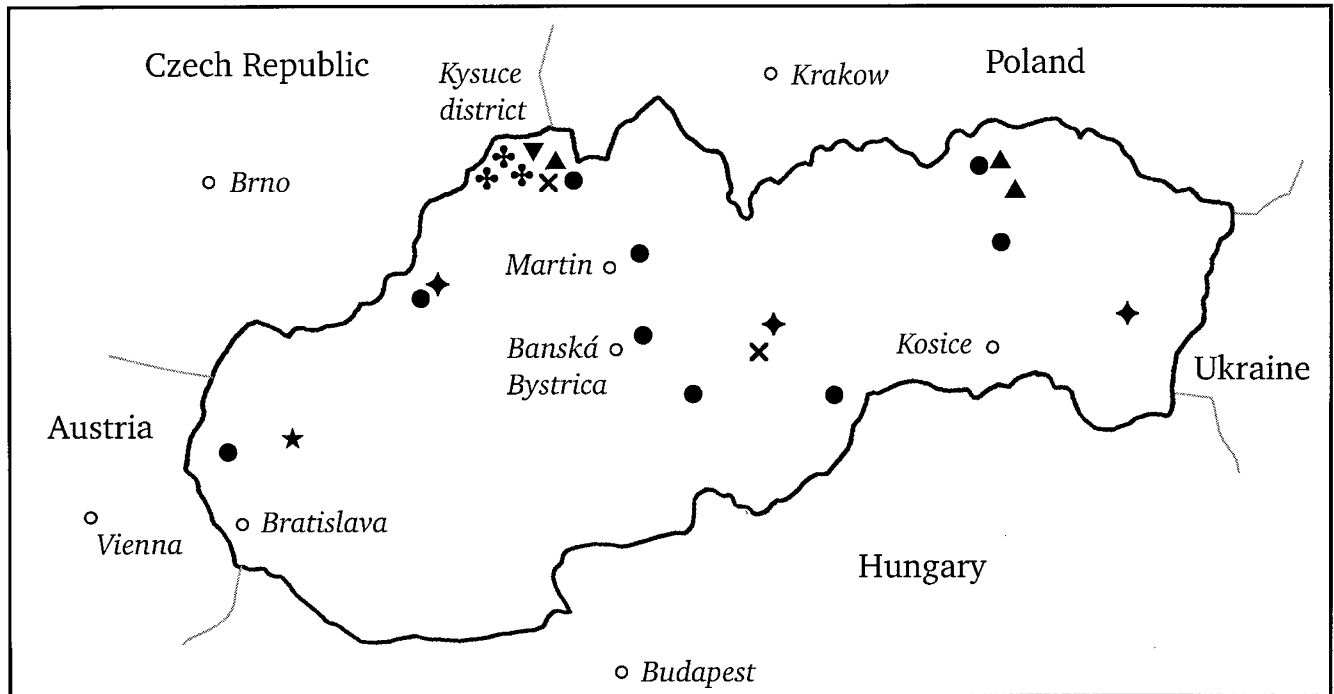 Czech Republic
Kysuce
district
Krakow
Poland
Brno
Martin
Banská
Bystrica
Kosice
Ukraine
Austria
Bratislava
Vienna
Hungary
Budapest